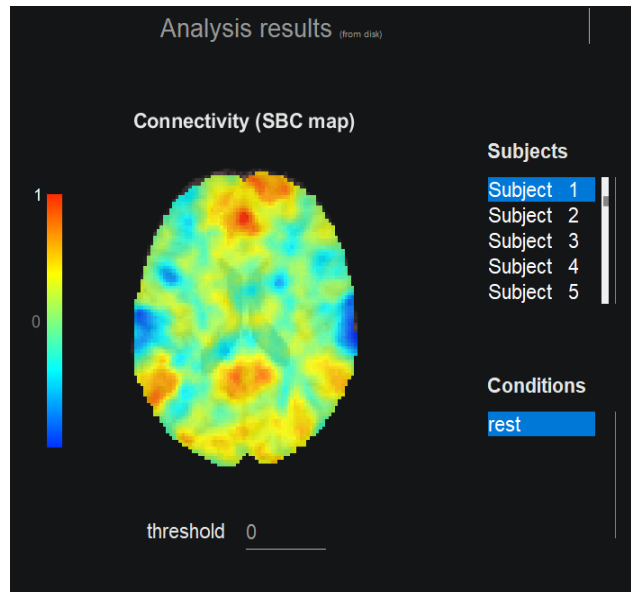 Analysis results (from disk)
Connectivity (SBC map)
1
0
Subjects
Subject 1
Subject 2
Subject 3
Subject 4
Subject 5
Conditions
rest
threshold 0